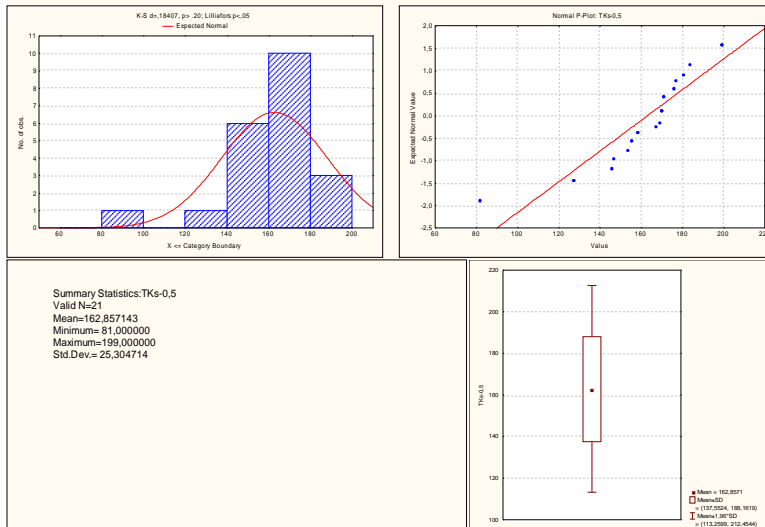 K-S d=,18407, p> .20; Lilliefors p<,05
Expected Normal
11
10
9
8
7
6
5
4
3
2
1
0
No. of obs.
60 80 100 120 140 160 180 200
X <= Category Boundary
Normal P-Plot: TKs-0,5
2,0
1,5
1,0
0,5
0,0
-0,5
-1,0
-1,5
-2,0
-2,5
Expected Normal Value
60 80 100 120 140 160 180 200 220
Value
Summary Statistics:TKs-0,5
Valid N=21
Mean=162,857143
Minimum= 81,000000
Maximum=199,000000
Std.Dev.= 25,304714
220
200
180
160
140
120
100
TKs-0,5
Mean = 162,8571
Mean±SD
= (137,5524, 188,1619)
Mean±1,96*SD
= (113,2599, 212,4544)